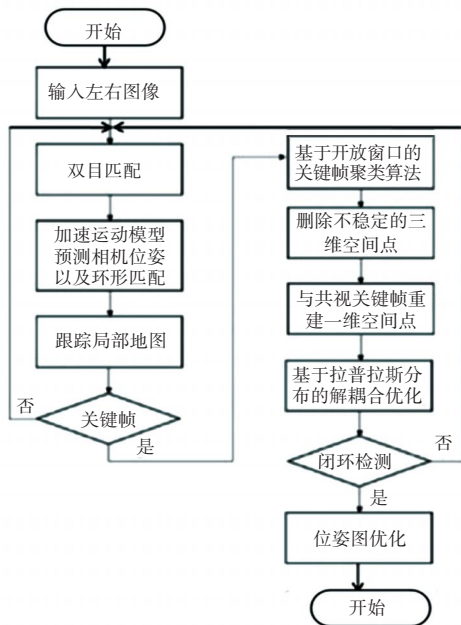 开始
输入左右图像
双目匹配
加速运动模型
预测相机位姿
以及环形匹配
跟踪局部地图
否
关键帧
是
基于开放窗口的
关键帧聚类算法
删除不稳定的三
维空间点
与共视关键帧重
建一维空间点
基于拉普拉斯分
布的解耦合优化
否
闭环检测
是
位姿图优化
开始